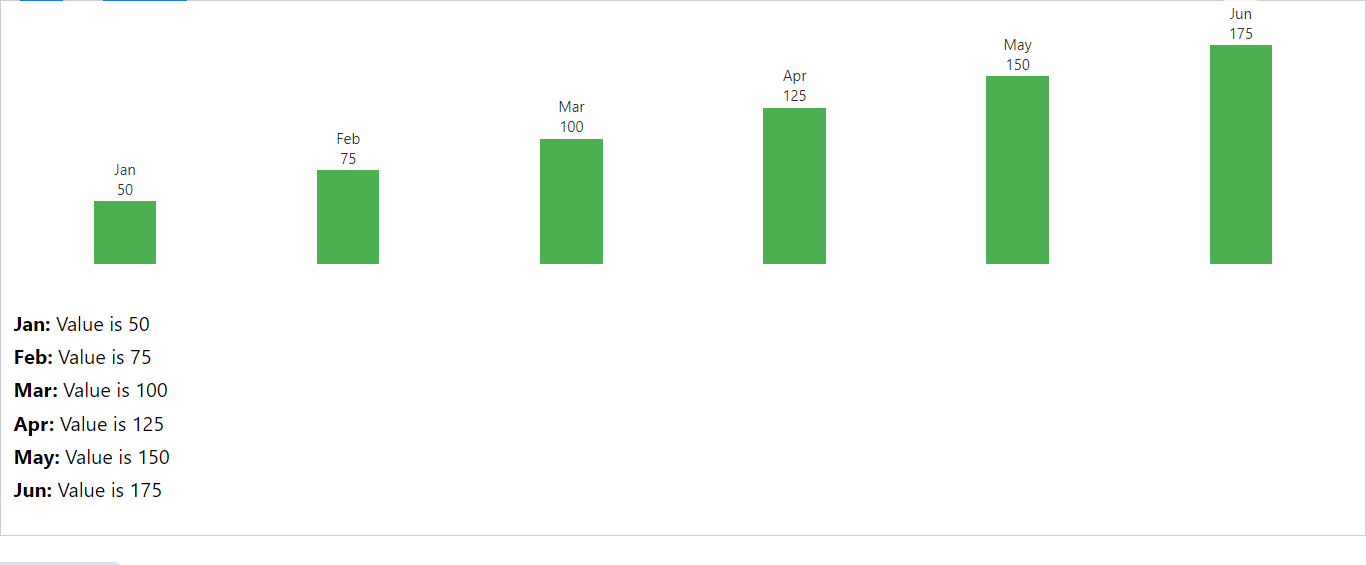 Jan
50
Feb
75
Mar
100
Apr
125
May
150
Jun
175
Jan: Value is 50
Feb: Value is 75
Mar: Value is 100
Apr: Value is 125
May: Value is 150
Jun: Value is 175